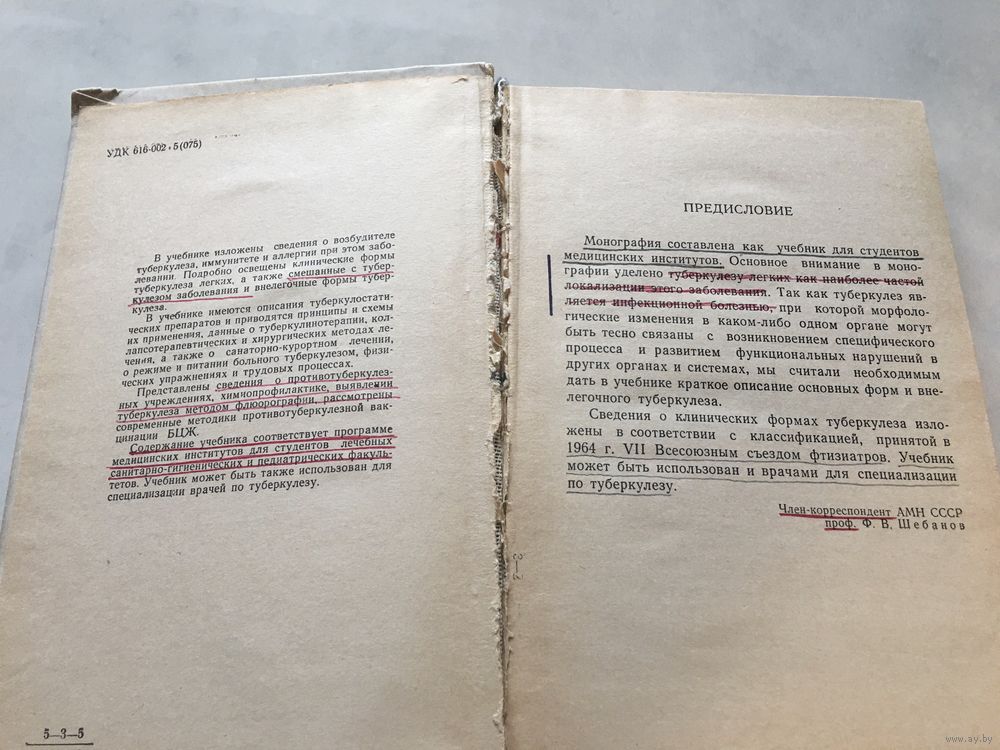 УДК 616-002.5(075)
В учебнике изложены сведения о возбудителе
туберкулеза, иммунитете и аллергии при этом забо-
левании. Подробно освещены клинические формы
туберкулеза легких, а также смешанные с тубер-
кулезом заболевания и внелегочные формы тубер-
кулеза.
В учебнике имеются описания туберкулостати-
ческих препаратов и приводятся принципы и схемы
их применения, данные о туберкулинотерапии, кол-
лапсотерапевтических и хирургических методах ле-
чения, а также о санаторно-курортном лечении,
о режиме и питании больного туберкулезом, физи-
ческих упражнениях и трудовых процессах.
Представлены сведения о противотуберкулез-
ных учреждениях, химиопрофилактике, выявлении
туберкулеза методом флюорографии, рассмотрены
современные методики противотуберкулезной вак-
цинации БЦЖ.
Содержание учебника соответствует программе
медицинских институтов для студентов лечебных
санитарно-гигиенических и педиатрических факуль-
тетов. Учебник может быть также использован для
специализации врачей по туберкулезу.
5—3—5
ПРЕДИСЛОВИЕ
Монография составлена как учебник для студентов
медицинских институтов. Основное внимание в моно-
графии уделено туберкулезу легких как наиболее частой
локализации этого заболевания. Так как туберкулез яв-
ляется инфекционной болезнью, при которой морфоло-
гические изменения в каком-либо одном органе могут
быть тесно связаны с возникновением специфического
процесса и развитием функциональных нарушений в
других органах и системах, мы считали необходимым
дать в учебнике краткое описание основных форм и вне-
легочного туберкулеза.
Сведения о клинических формах туберкулеза изло-
жены в соответствии с классификацией, принятой в
1964 г. VII Всесоюзным съездом фтизиатров. Учебник
может быть использован и врачами для специализации
по туберкулезу.
Член-корреспондент АМН СССР
проф. Ф. В. Шебанов
www.ay.by